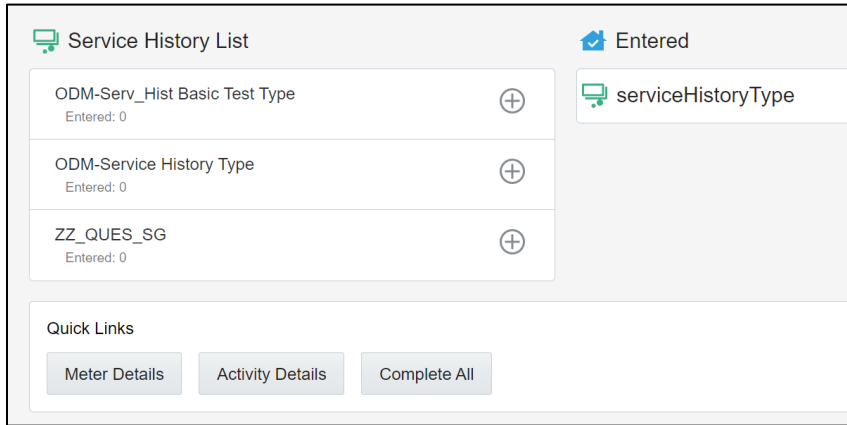 Service History List
ODM-Serv_Hist Basic Test Type
Entered: 0
ODM-Service History Type
Entered: 0
ZZ_QUES_SG
Entered: 0
Entered
serviceHistoryType
Quick Links
Meter Details
Activity Details
Complete All